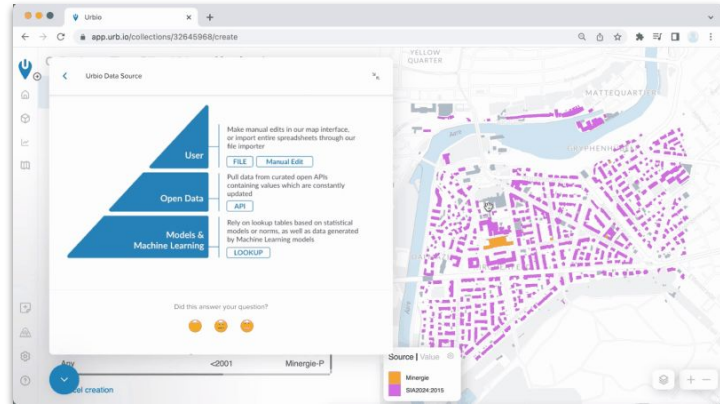 Urbio
app.urb.io/collections/32645968/create
Urbio Data Source
User
Make manual edits in our map interface,
or import entire spreadsheets through our
file importer
FILE
Manual Edit
Open Data
Pull data from curated open APIs
containing values which are constantly
updated
API
Models &
Machine Learning
Rely on lookup tables based on statistical
models or norms, as well as data generated
by Machine Learning models
LOOKUP
Did this answer your question?
Any <2001 Minergie-P
cel creation
YELLOW
QUARTER
MATTEQUARTIER
Aare
Source | Value
Minergie
SIA2024:2015